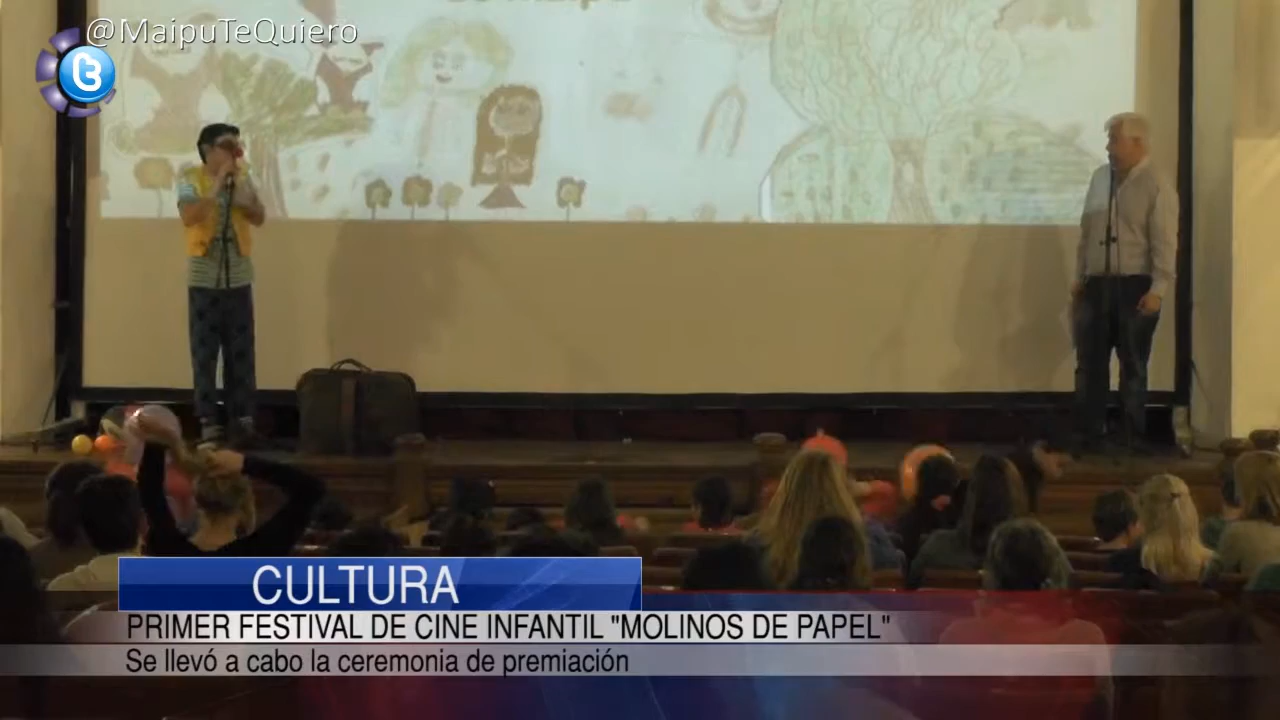 @MaipuTeQuiero
CULTURA
PRIMER FESTIVAL DE CINE INFANTIL "MOLINOS DE PAPEL"
Se llevó a cabo la ceremonia de premiación